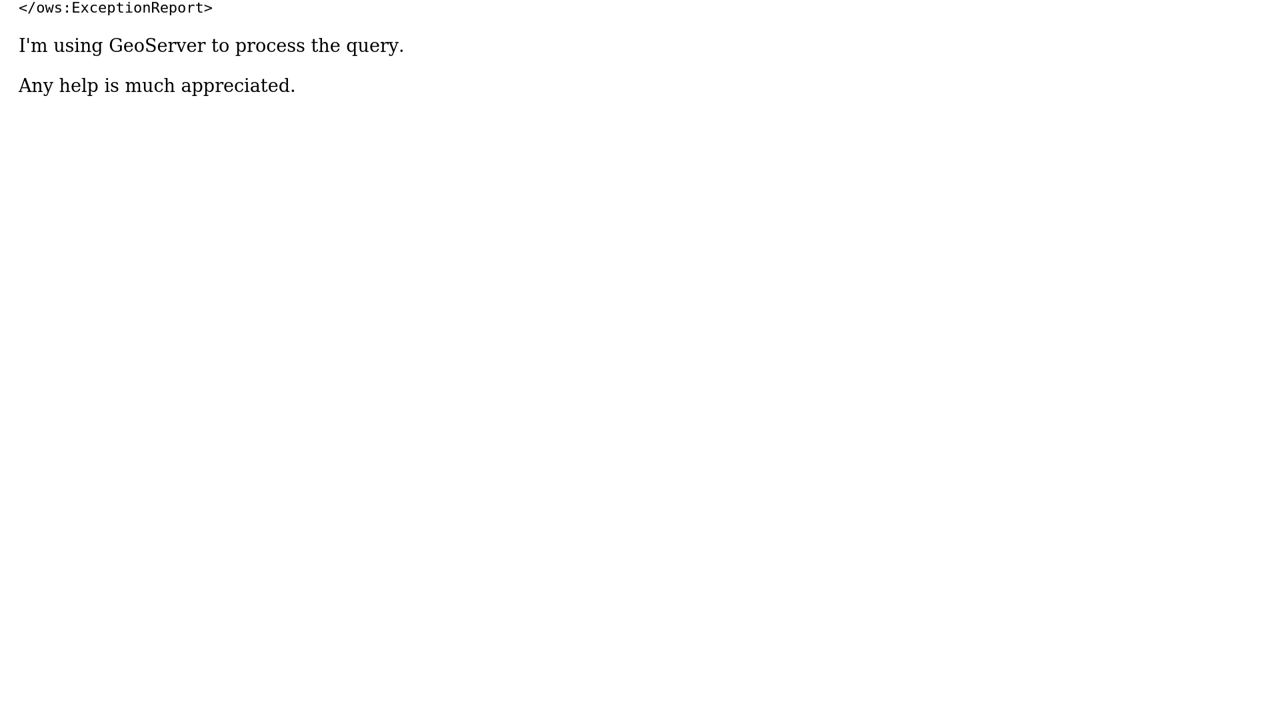 </ows:ExceptionReport>
I'm using GeoServer to process the query.
Any help is much appreciated.